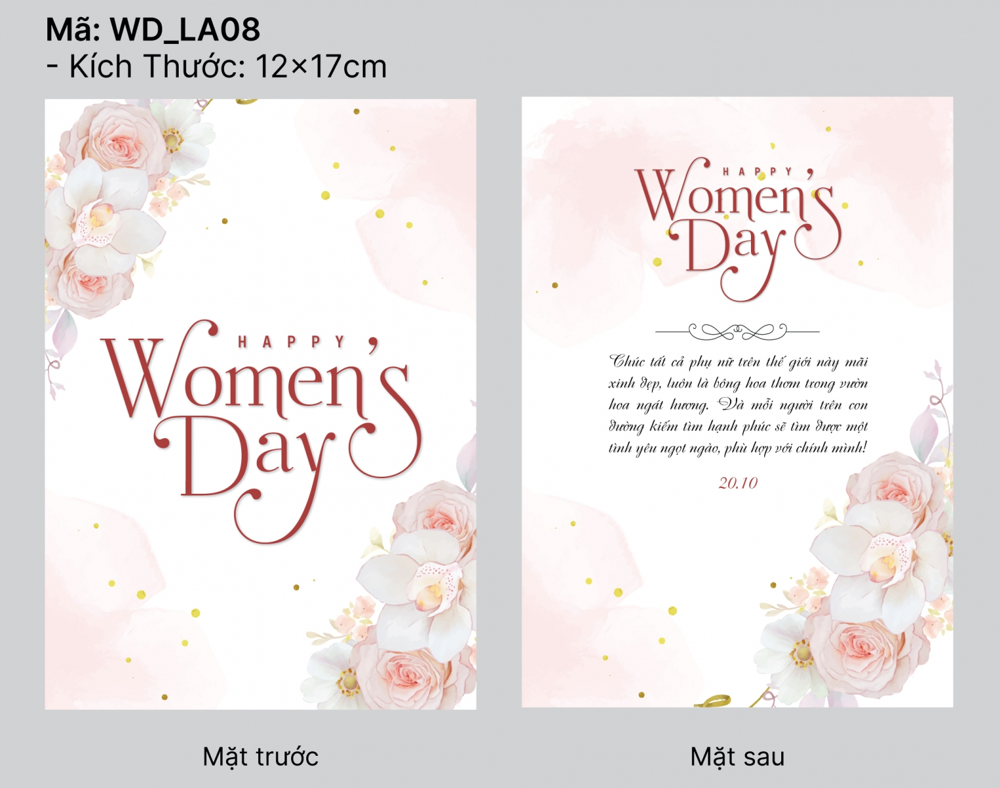 Mã: WD_LA08
- Kích Thước: 12×17cm
HAPPY
Women's
Day
HAPPY
Women's
Day
Chúc tất cả phụ nữ trên thế giới này mãi
xinh đẹp, luôn là bông hoa thơm trong vườn
hoa ngát hương. Và mỗi người trên con
đường kiếm tìm hạnh phúc sẽ tìm được một
tình yêu ngọt ngào, phù hợp với chính mình!
20.10
Mặt trước
Mặt sau